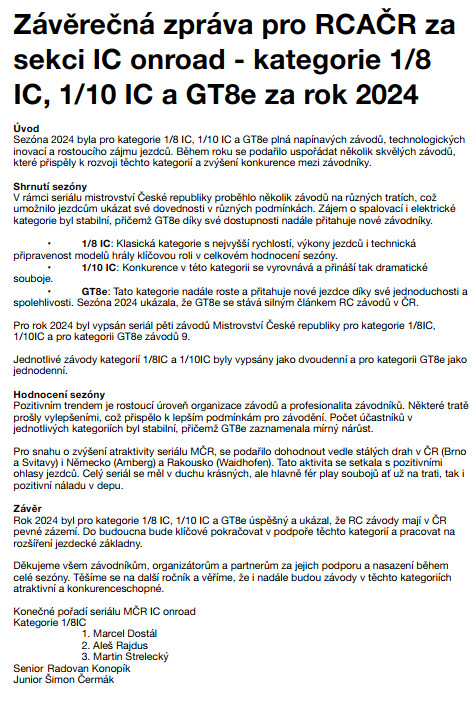 Závěrečná zpráva pro RCAČR za
sekci IC onroad - kategorie 1/8
IC, 1/10 IC a GT8e za rok 2024
Úvod
Sezóna 2024 byla pro kategorie 1/8 IC, 1/10 IC a GT8e plná napínavých závodů, technologických
inovací a rostoucího zájmu jezdců. Během roku se podařilo uspořádat několik skvělých závodů,
které přispěly k rozvoji těchto kategorií a zvýšení konkurence mezi závodníky.
Shrnutí sezóny
V rámci seriálu mistrovství České republiky proběhlo několik závodů na různých tratích, což
umožnilo jezdcům ukázat své dovednosti v různých podmínkách. Zájem o spalovací i elektrické
kategorie byl stabilní, přičemž GT8e díky své dostupnosti nadále přitahuje nové závodníky.
• 1/8 IC: Klasická kategorie s nejvyšší rychlostí, výkony jezdců i technická
připravenost modelů hrály klíčovou roli v celkovém hodnocení sezóny.
• 1/10 IC: Konkurence v této kategorii se vyrovnává a přináší tak dramatické
souboje.
• GT8e: Tato kategorie nadále roste a přitahuje nové jezdce díky své jednoduchosti a
spolehlivosti. Sezóna 2024 ukázala, že GT8e se stává silným článkem RC závodů v ČR.
Pro rok 2024 byl vypsán seriál pěti závodů Mistrovství České republiky pro kategorie 1/8IC,
1/10IC a pro kategorii GT8e závodů 9.
Jednotlivé závody kategorií 1/8IC a 1/10IC byly vypsány jako dvoudenní a pro kategorii GT8e jako
jednodenní.
Hodnocení sezóny
Pozitivním trendem je rostoucí úroveň organizace závodů a profesionalita závodníků. Některé tratě
prošly vylepšeními, což přispělo k lepším podmínkám pro závodění. Počet účastníků v
jednotlivých kategoriích byl stabilní, přičemž GT8e zaznamenala mírný nárůst.
Pro snahu o zvýšení atraktivity seriálu MČR, se podařilo dohodnout vedle stálých drah v ČR (Brno
a Svitavy) i Německo (Amberg) a Rakousko (Waidhofen). Tato aktivita se setkala s pozitivními
ohlasy jezdců. Celý seriál se měl v duchu krásných, ale hlavně fér play soubojů ať už na trati, tak i
pozitivní náladu v depu.
Závěr
Rok 2024 byl pro kategorie 1/8 IC, 1/10 IC a GT8e úspěšný a ukázal, že RC závody mají v ČR
pevné zázemí. Do budoucna bude klíčové pokračovat v podpoře těchto kategorií a pracovat na
rozšíření jezdecké základny.
Děkujeme všem závodníkům, organizátorům a partnerům za jejich podporu a nasazení během
celé sezóny. Těšíme se na další ročník a věříme, že i nadále budou závody v těchto kategoriích
atraktivní a konkurenceschopné.
Konečné pořadí seriálu MČR IC onroad
Kategorie 1/8IC
1. Marcel Dostál
2. Aleš Rajdus
3. Martin Střelecký
Senior Radovan Konopík
Junior Šimon Čermák